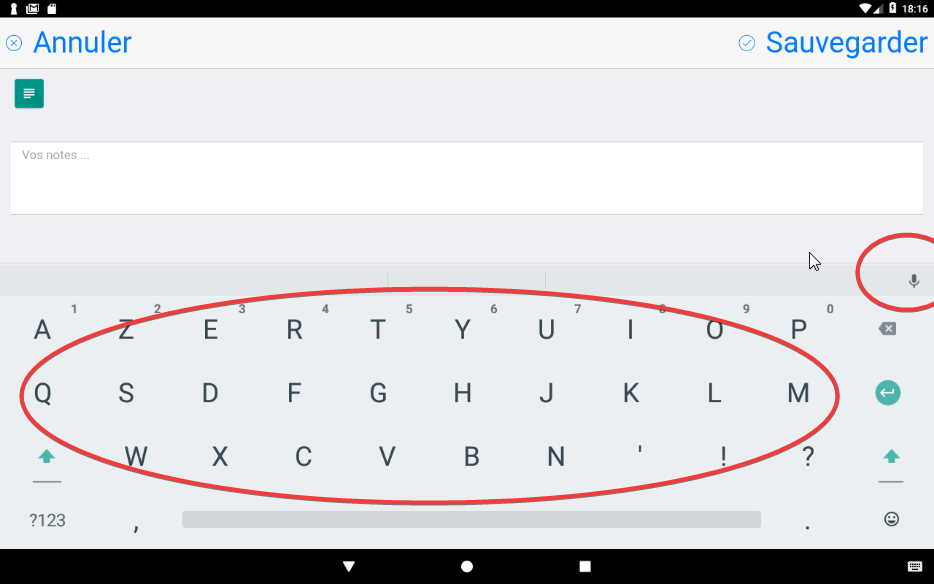 18:16
Annuler Sauvegarder
Vos notes ...
1 2 3 4 5 6 7 8 9 0
A Z E R T Y U I O P
Q S D F G H J K L M
W X C V B N ' ! ?
?123 , .